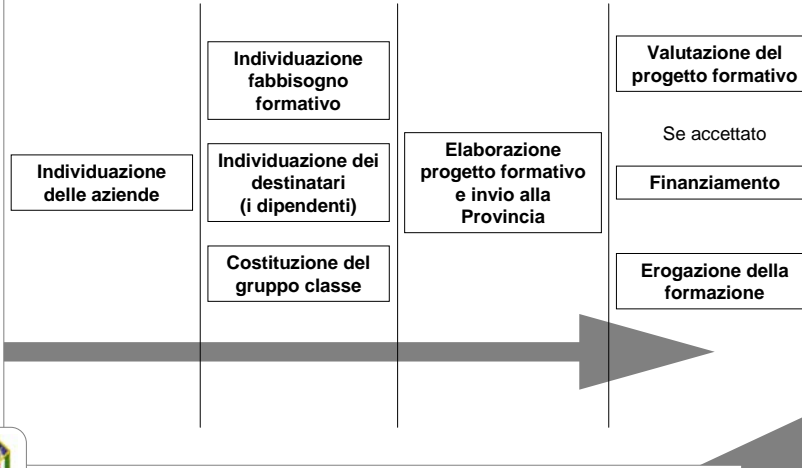 Individuazione
delle aziende
Individuazione
fabbisogno
formativo
Individuazione dei
destinatari
(i dipendenti)
Costituzione del
gruppo classe
Elaborazione
progetto formativo
e invio alla
Provincia
Valutazione del
progetto formativo
Se accettato
Finanziamento
Erogazione della
formazione